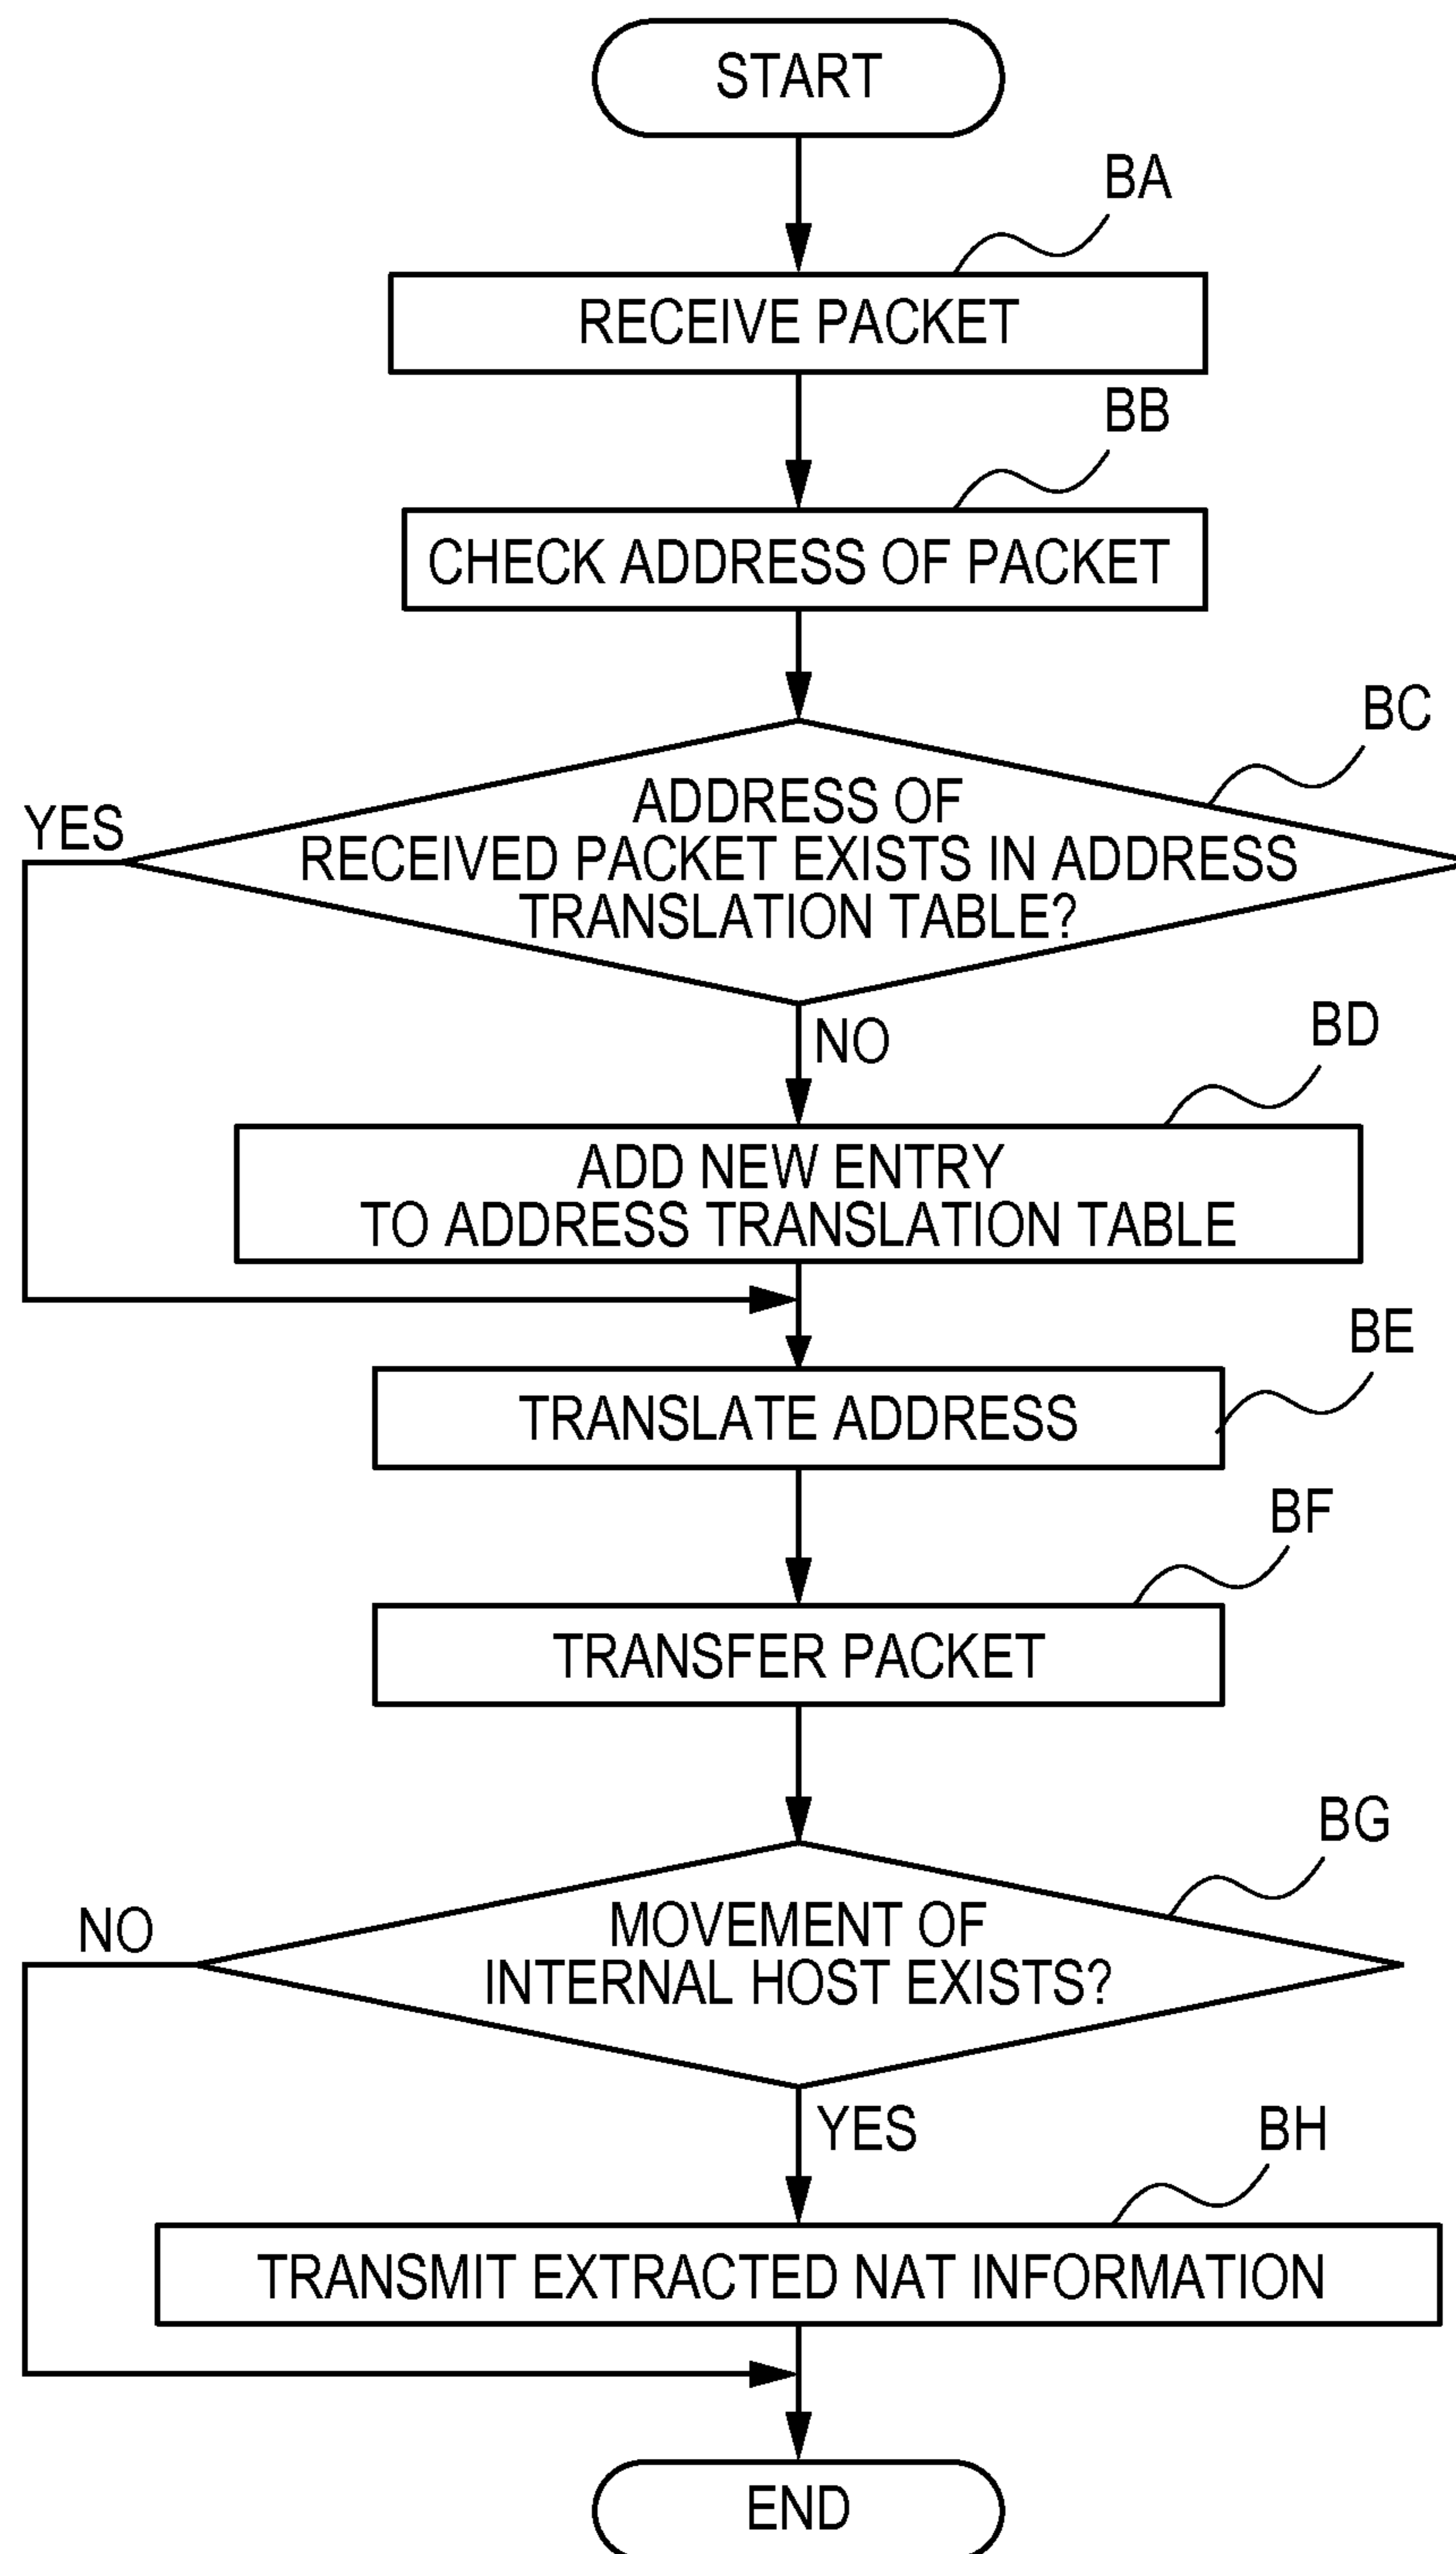 START
BA
RECEIVE PACKET
BB
CHECK ADDRESS OF PACKET
BC
YES
ADDRESS OF
RECEIVED PACKET EXISTS IN ADDRESS
TRANSLATION TABLE?
NO
BD
ADD NEW ENTRY
TO ADDRESS TRANSLATION TABLE
BE
TRANSLATE ADDRESS
BF
TRANSFER PACKET
BG
NO
MOVEMENT OF
INTERNAL HOST EXISTS?
YES
BH
TRANSMIT EXTRACTED NAT INFORMATION
END